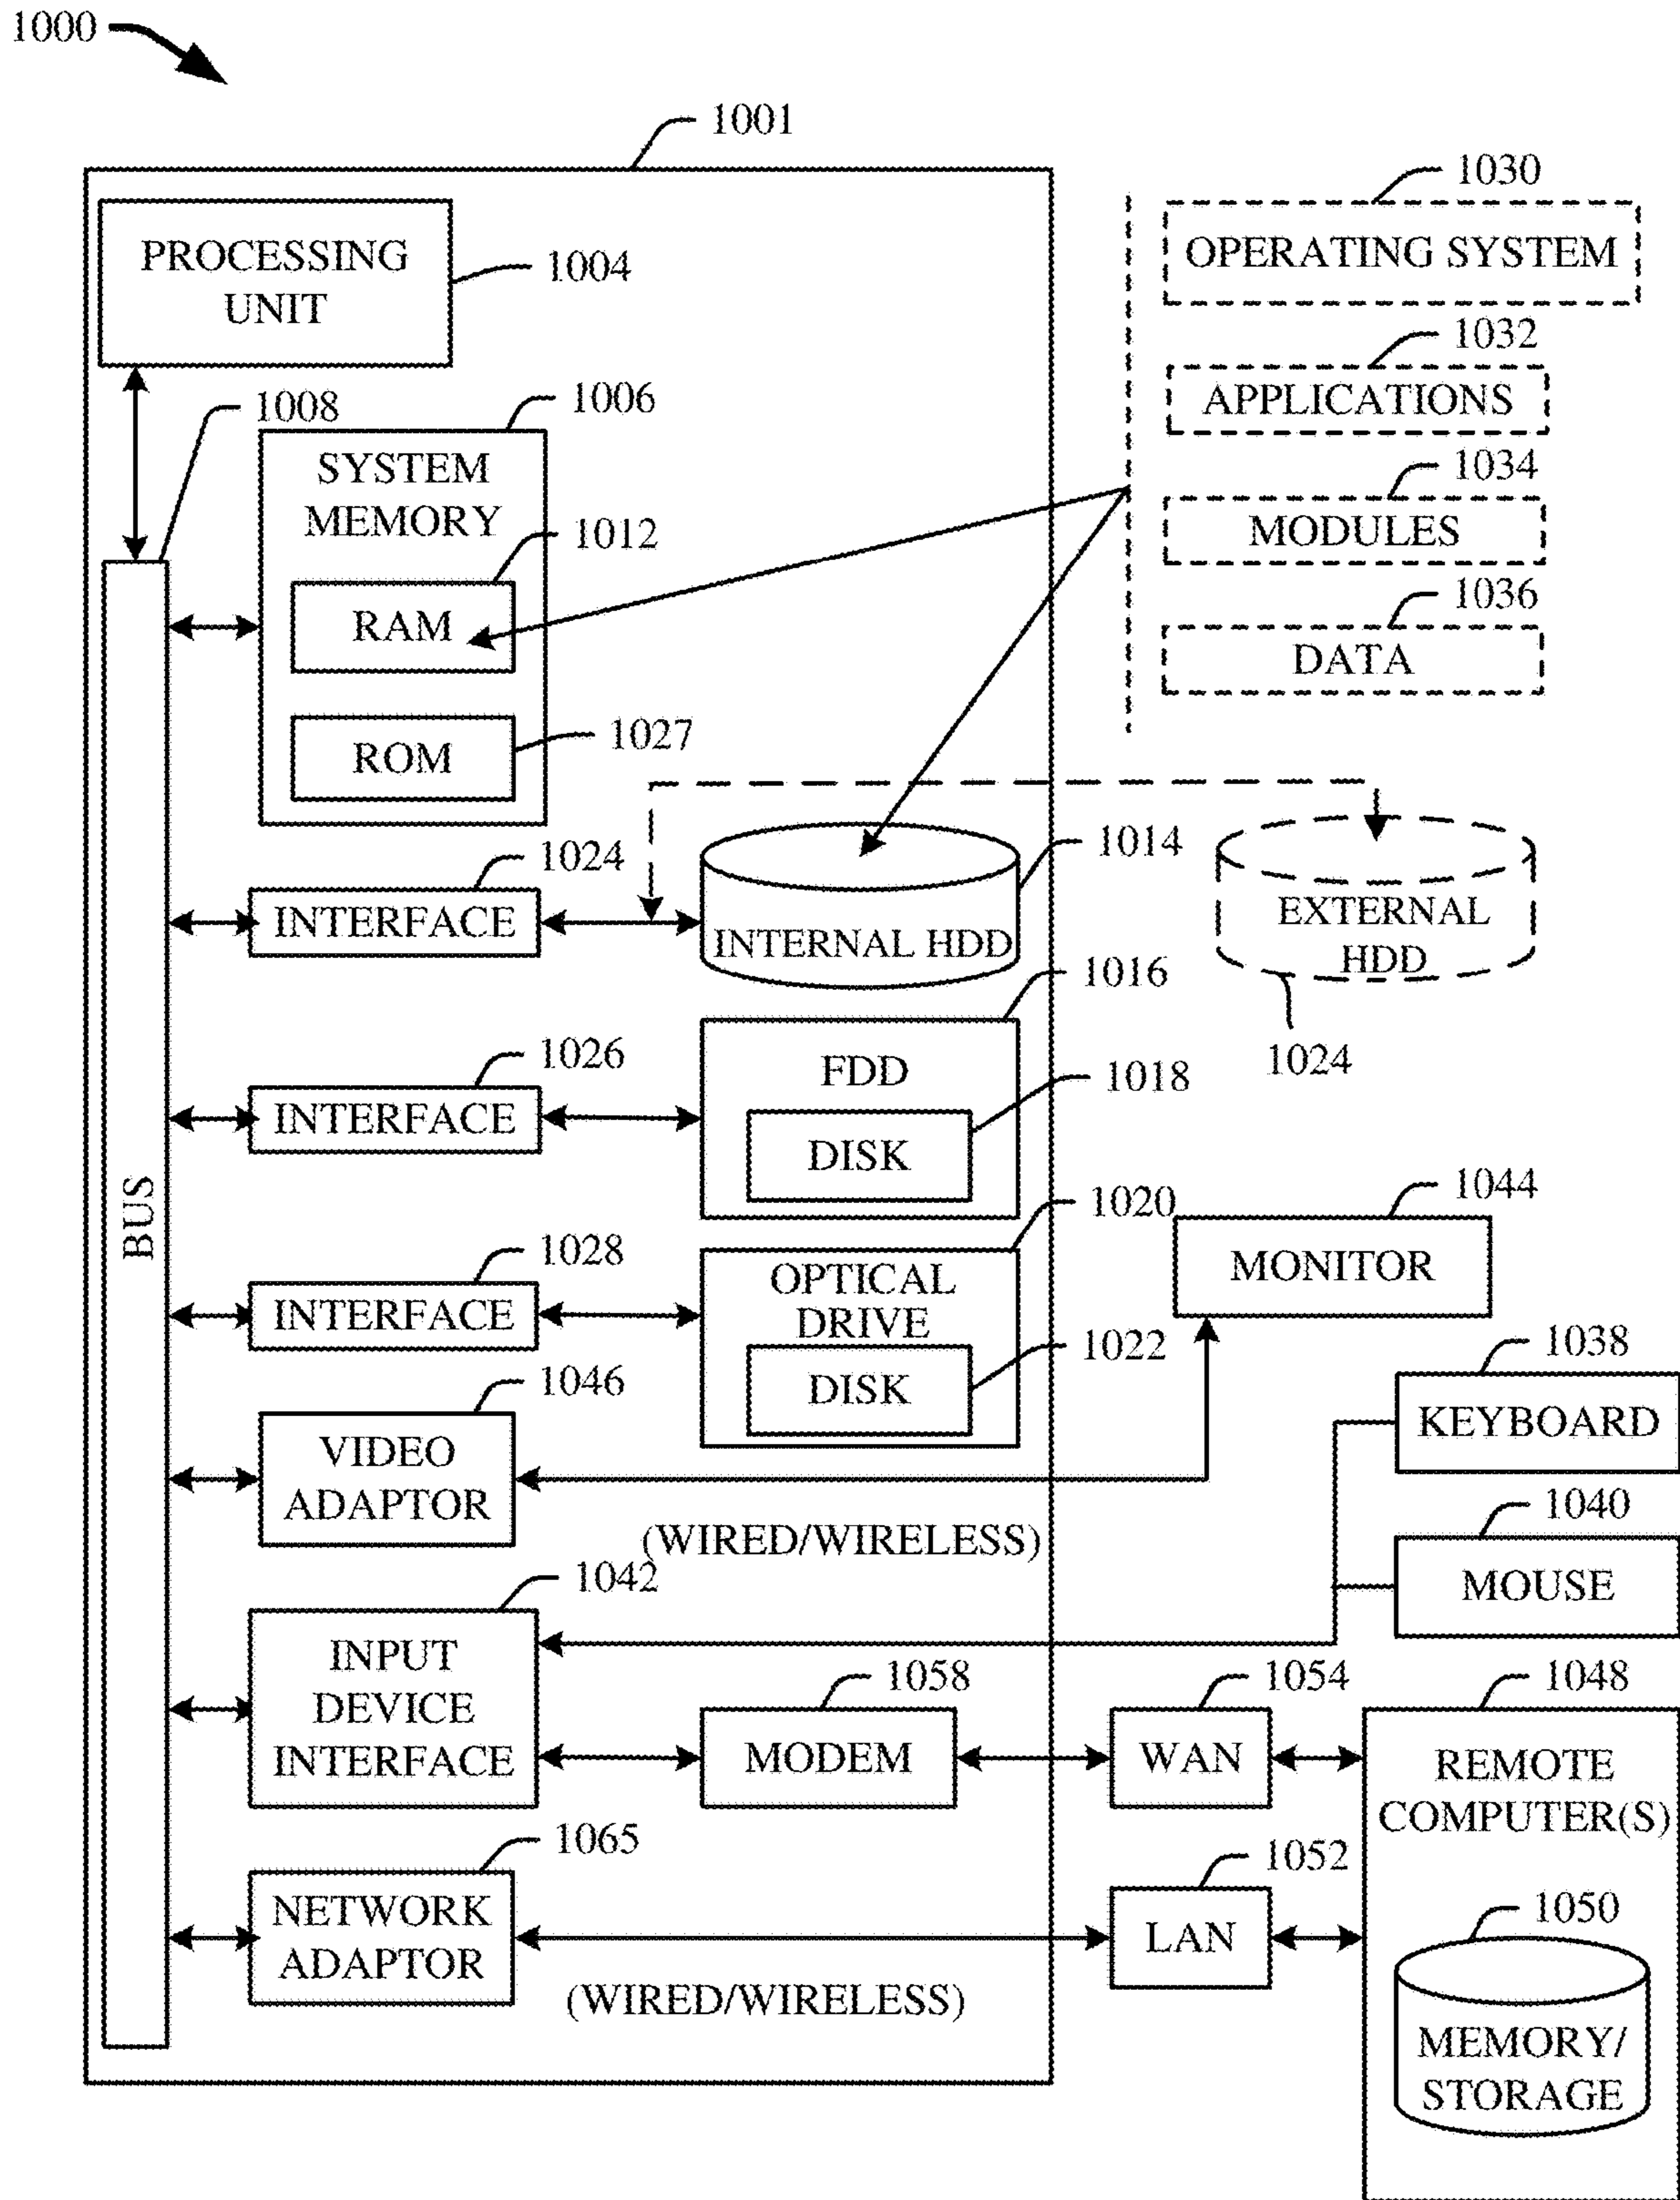 1000
1001
1030
PROCESSING
UNIT
1004
OPERATING SYSTEM
1032
APPLICATIONS
1008
1006
SYSTEM
MEMORY
1034
MODULES
1012
RAM
1036
DATA
1027
ROM
1024
INTERFACE
1014
INTERNAL HDD
EXTERNAL
HDD
1024
1016
1026
INTERFACE
FDD
1018
DISK
BUS
1020
1044
MONITOR
1028
INTERFACE
OPTICAL
DRIVE
1022
DISK
1038
KEYBOARD
1046
VIDEO
ADAPTOR
(WIRED/WIRELESS)
1040
MOUSE
1042
INPUT
DEVICE
INTERFACE
1058
MODEM
1054
WAN
1048
REMOTE
COMPUTER(S)
1065
NETWORK
ADAPTOR
(WIRED/WIRELESS)
1052
LAN
1050
MEMORY/
STORAGE